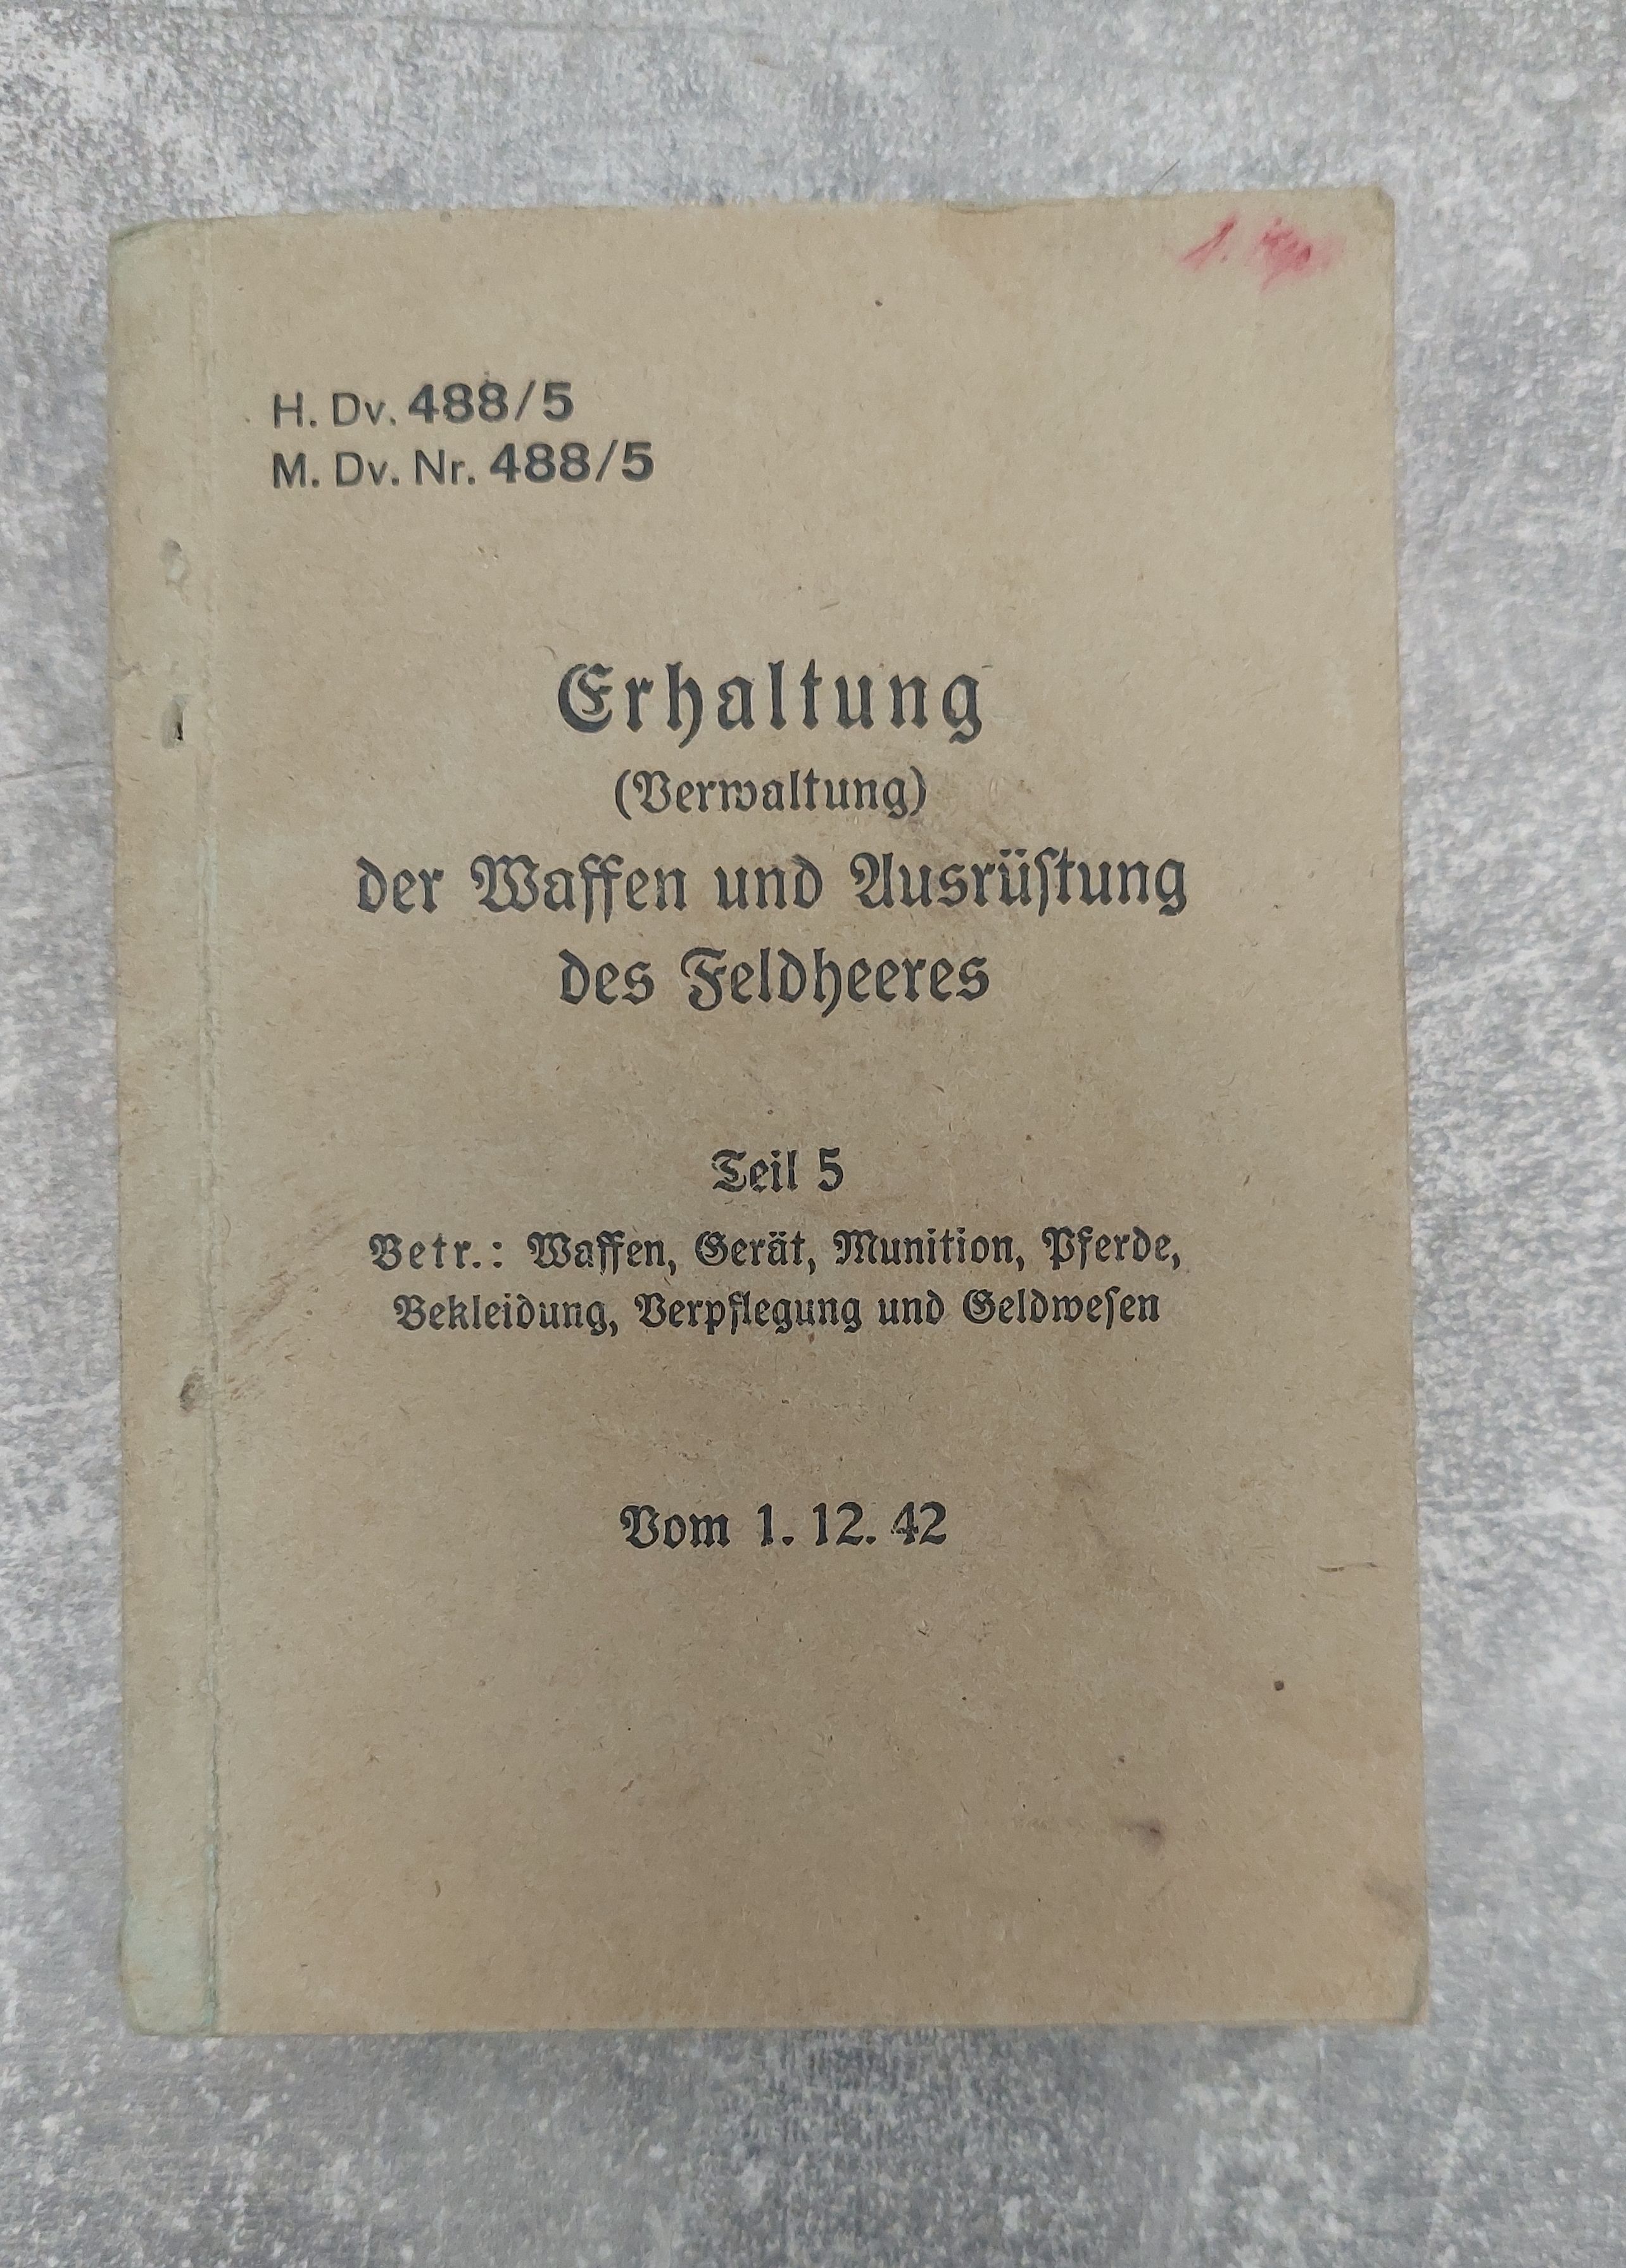 H. Dv. 488/5
M. Dv. Nr. 488/5
Erhaltung
(Verwaltung)
der Waffen und Ausrüſtung
des Feldheeres
Teil 5
Betr.: Waffen, Gerät, Munition, Pferde,
Bekleidung, Verpflegung und Geldweſen
Vom 1. 12. 42